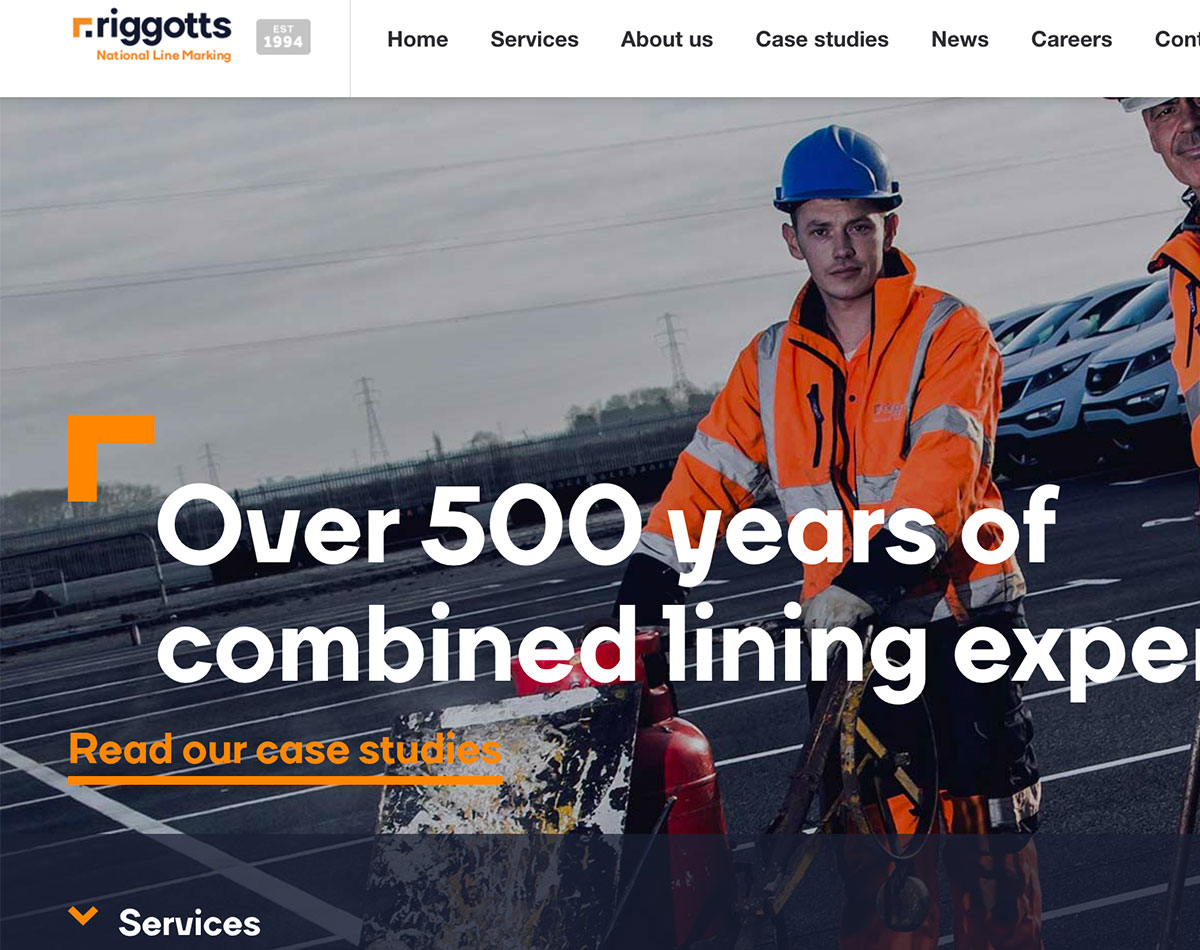 riggotts
National Line Marking
EST
1994
Home Services About us Case studies News Careers Cont
Over 500 years of
combined lining exper
Read our case studies
Services